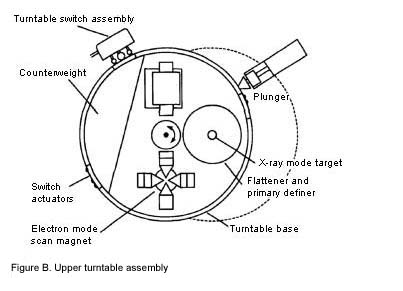 Turntable switch assembly
Counterweight
Plunger
X-ray mode target
Flattener and
primary definer
Switch
actuators
Electron mode
scan magnet
Turntable base
Figure B. Upper turntable assembly